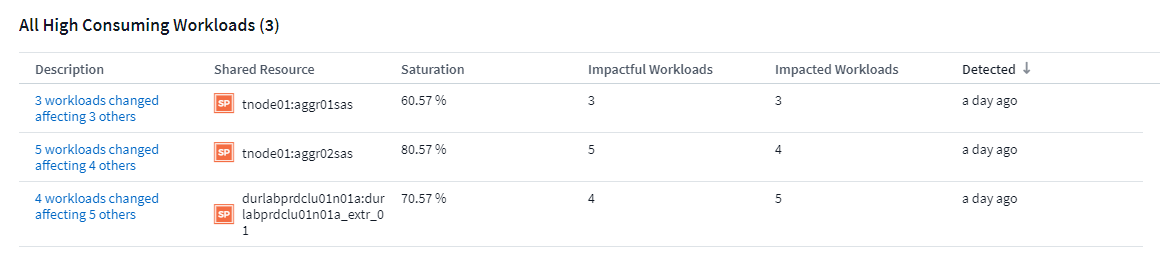 All High Consuming Workloads (3)
Description Shared Resource Saturation Impactful Workloads Impacted Workloads Detected ↓
3 workloads changed
affecting 3 others
SP tnode01:aggr01sas 60.57 % 3 3 a day ago
5 workloads changed
affecting 4 others
SP tnode01:aggr02sas 80.57 % 5 4 a day ago
4 workloads changed
affecting 5 others
SP durlabprdclu01n01a:dur
labprdclu01n01a_extr_0
1
70.57 % 4 5 a day ago